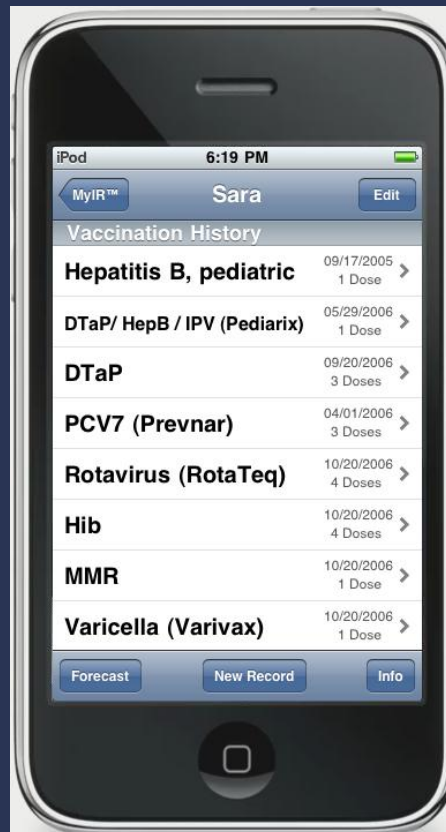 iPod 6:19 PM
MyIR™ Sara Edit
Vaccination History
Hepatitis B, pediatric 09/17/2005
1 Dose
DTaP/ HepB / IPV (Pediarix) 05/29/2006
1 Dose
DTaP 09/20/2006
3 Doses
PCV7 (Prevnar) 04/01/2006
3 Doses
Rotavirus (RotaTeq) 10/20/2006
4 Doses
Hib 10/20/2006
4 Doses
MMR 10/20/2006
1 Dose
Varicella (Varivax) 10/20/2006
1 Dose
Forecast New Record Info